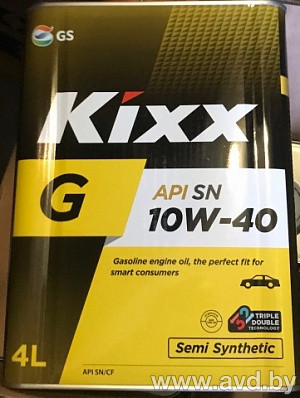 GS
Kixx
G
API SN
10W-40
Gasoline engine oil, the perfect fit for
smart consumers
TRIPLE
DOUBLE
TECHNOLOGY
4L
Semi Synthetic
API SN/CF
www.avd.by